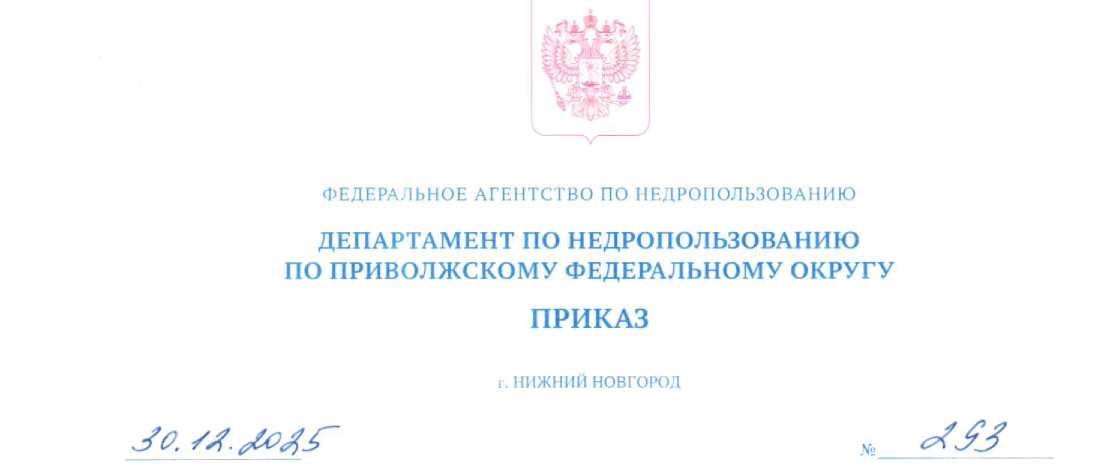 ФЕДЕРАЛЬНОЕ АГЕНТСТВО ПО НЕДРОПОЛЬЗОВАНИЮ
ДЕПАРТАМЕНТ ПО НЕДРОПОЛЬЗОВАНИЮ
ПО ПРИВОЛЖСКОМУ ФЕДЕРАЛЬНОМУ ОКРУГУ
ПРИКАЗ
г. НИЖНИЙ НОВГОРОД
30.12.2025 № 293